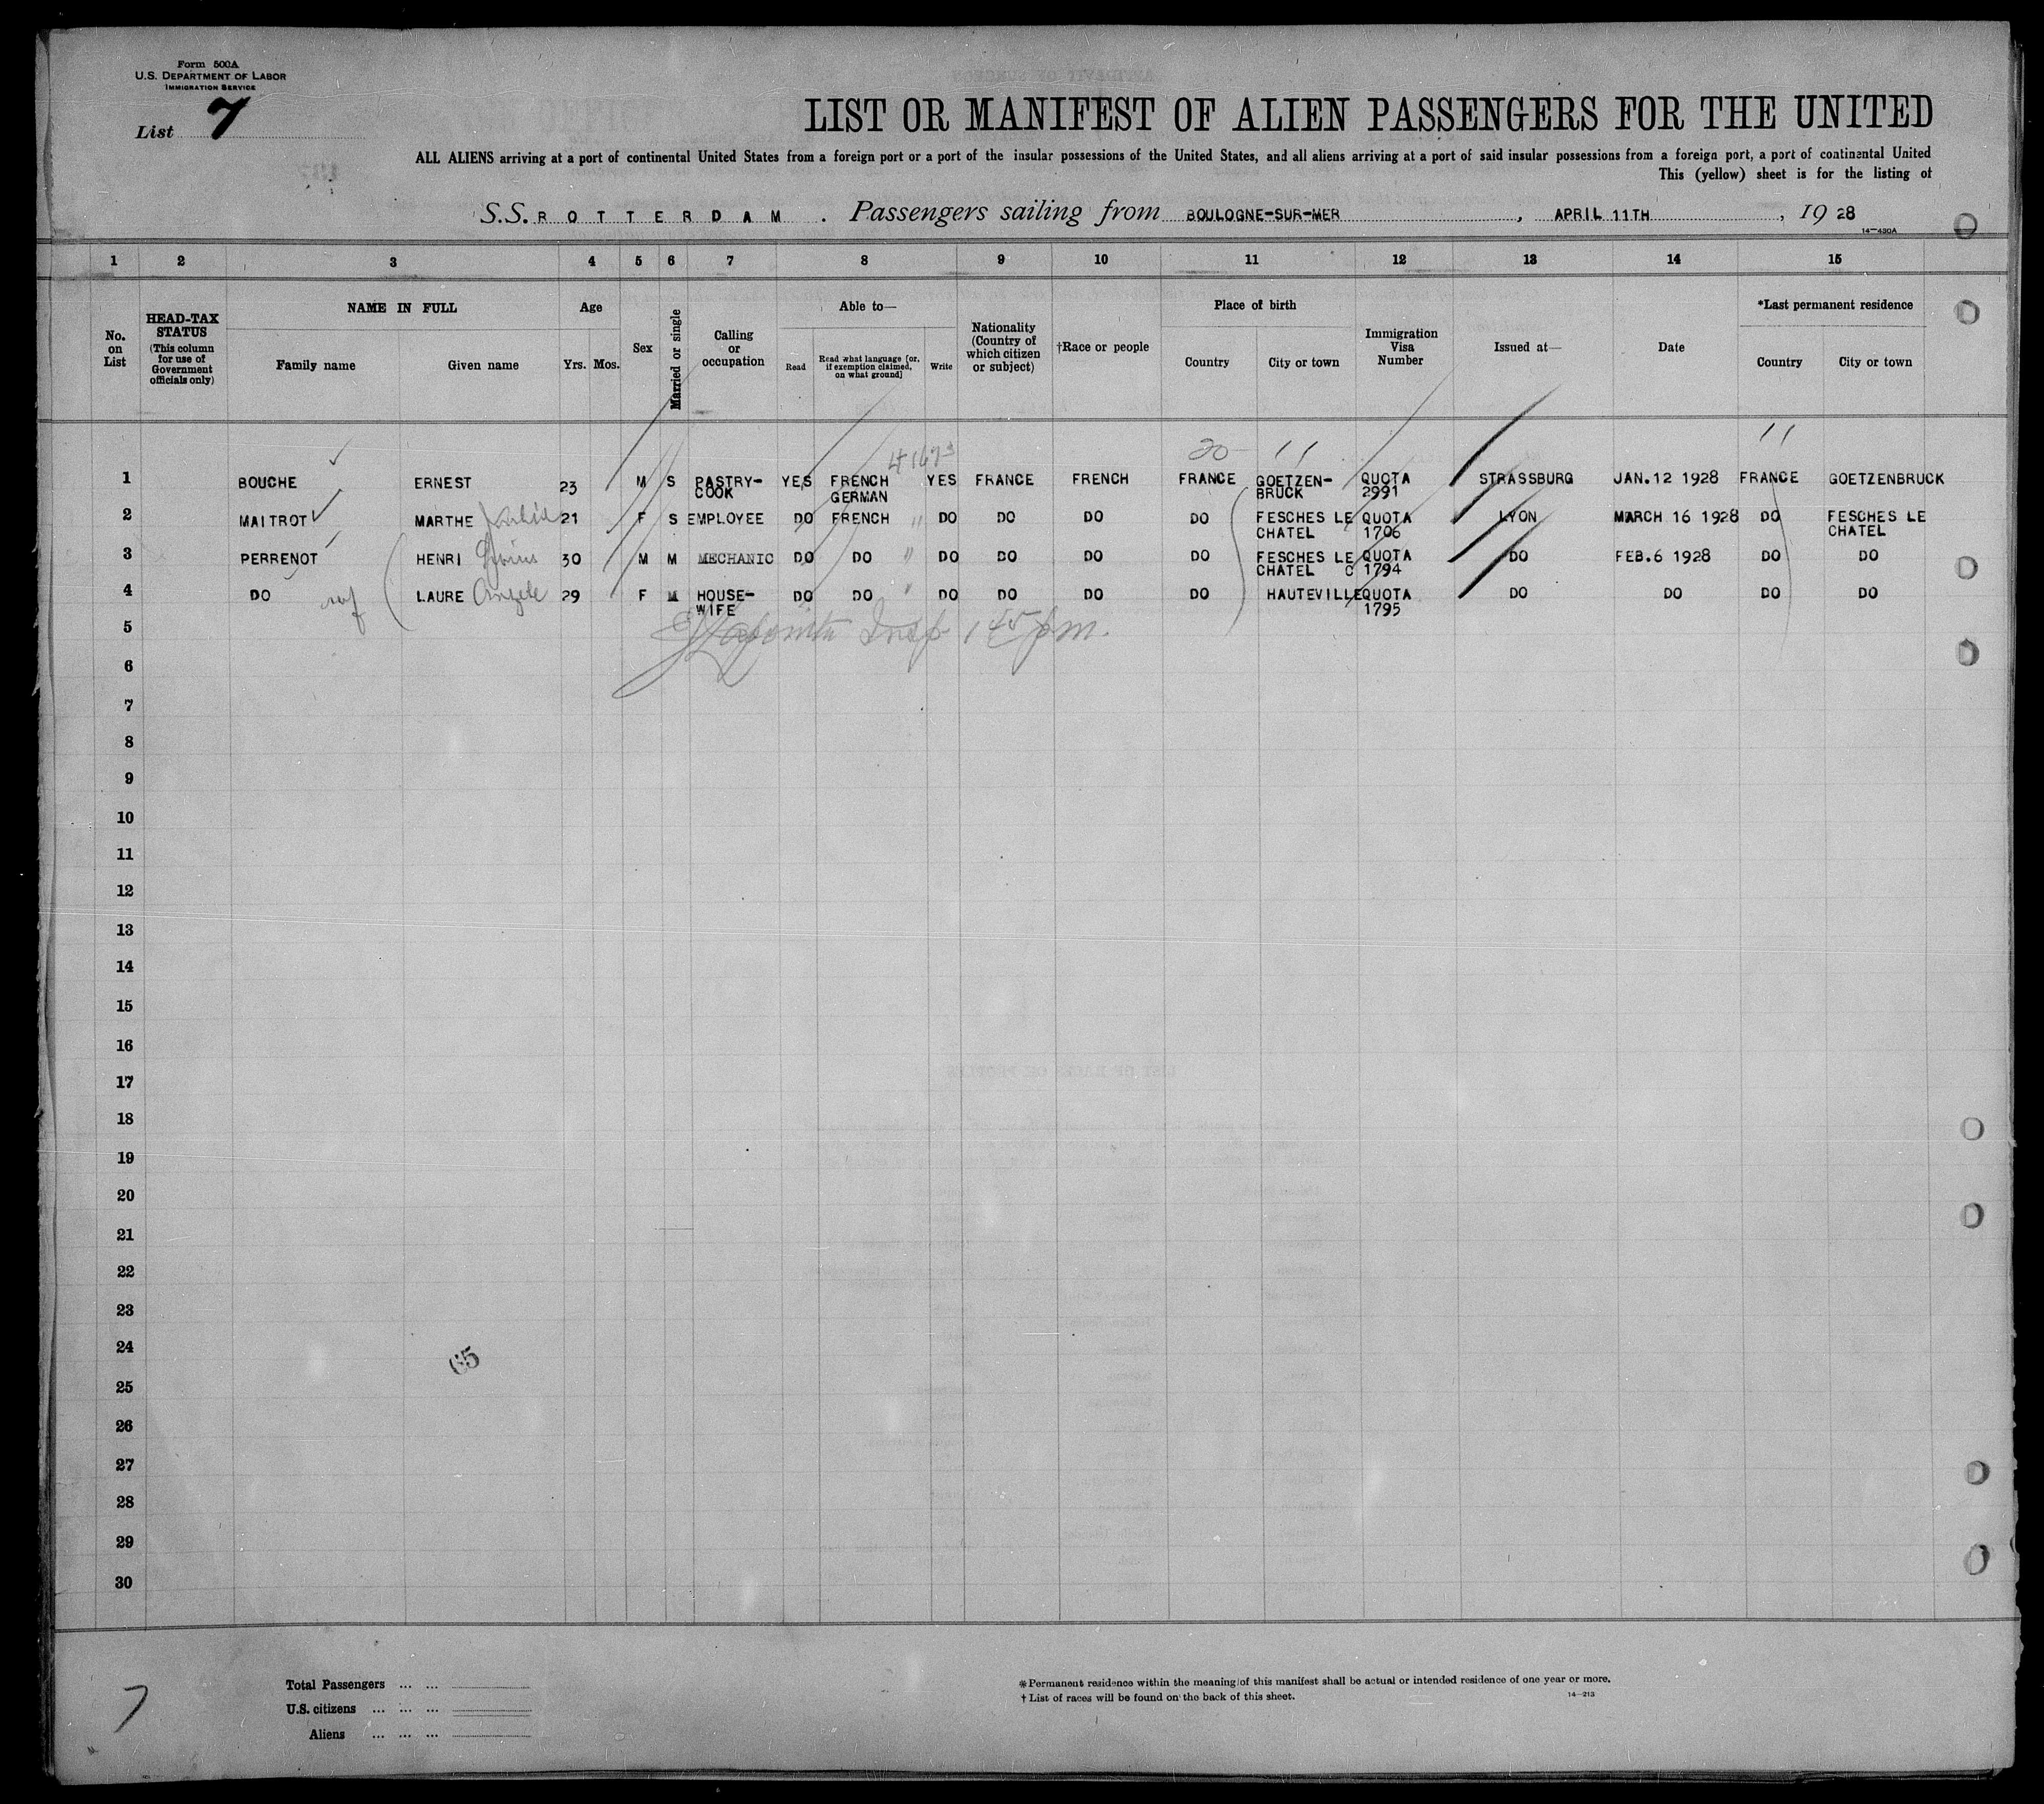 Form 500A
U.S. DEPARTMENT OF LABOR
IMMIGRATION SERVICE
List 7
LIST OR MANIFEST OF ALIEN PASSENGERS FOR THE UNITED
ALL ALIENS arriving at a port of continental United States from a foreign port or a port of the insular possessions of the United States, and all aliens arriving at a port of said insular possessions from a foreign port, a port of continental United
This (yellow) sheet is for the listing of
S.S. ROTTERDAM. Passengers sailing from BOULOGNE-SUR-MER, APRIL 11TH, 1928
14—430A
1 2 3 4 5 6 7 8 9 10 11 12 13 14 15
No. on List
HEAD-TAX STATUS (This column for use of Government officials only)
NAME IN FULL
Family name Given name
Age
Yrs. Mos.
Sex
Married or single
Calling or occupation
Able to—
Read Read what language [or, if exemption claimed, on what ground] Write
Nationality (Country of which citizen or subject)
†Race or people
Place of birth
Country City or town
Immigration Visa Number
Issued at—
Date
*Last permanent residence
Country City or town
41673 20 11 11
1 BOUCHE ERNEST 23 M S PASTRY-COOK YES FRENCH GERMAN YES FRANCE FRENCH FRANCE GOETZEN-BRUCK QUOTA 2991 STRASSBURG JAN. 12 1928 FRANCE GOETZENBRUCK
2 MAITROT MARTHE 21 F S EMPLOYEE DO FRENCH " DO DO DO DO FESCHES LE CHATEL QUOTA 1706 LYON MARCH 16 1928 DO FESCHES LE CHATEL
3 PERRENOT HENRI 30 M M MECHANIC DO DO " DO DO DO DO FESCHES LE CHATEL QUOTA C 1794 DO FEB. 6 1928 DO DO
4 DO LAURE Angele 29 F M HOUSE-WIFE DO DO " DO DO DO DO HAUTEVILLE QUOTA 1795 DO DO DO DO
5 Insp 1 45 pm.
6
7
8
9
10
11
12
13
14
15
16
17
18
19
20
21
22
23
24
65
25
26
27
28
29
30
7
Total Passengers ... ...
U.S. citizens ... ... ...
Aliens ... ... ...
*Permanent residence within the meaning of this manifest shall be actual or intended residence of one year or more.
†List of races will be found on the back of this sheet.
14—213